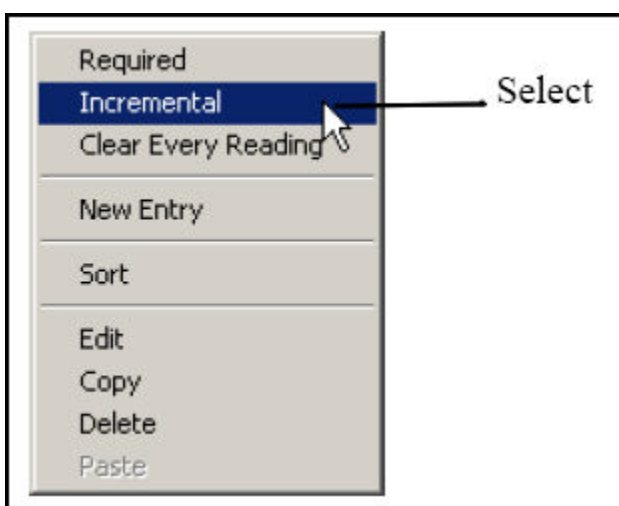 Required
Incremental
Select
Clear Every Reading
New Entry
Sort
Edit
Copy
Delete
Paste